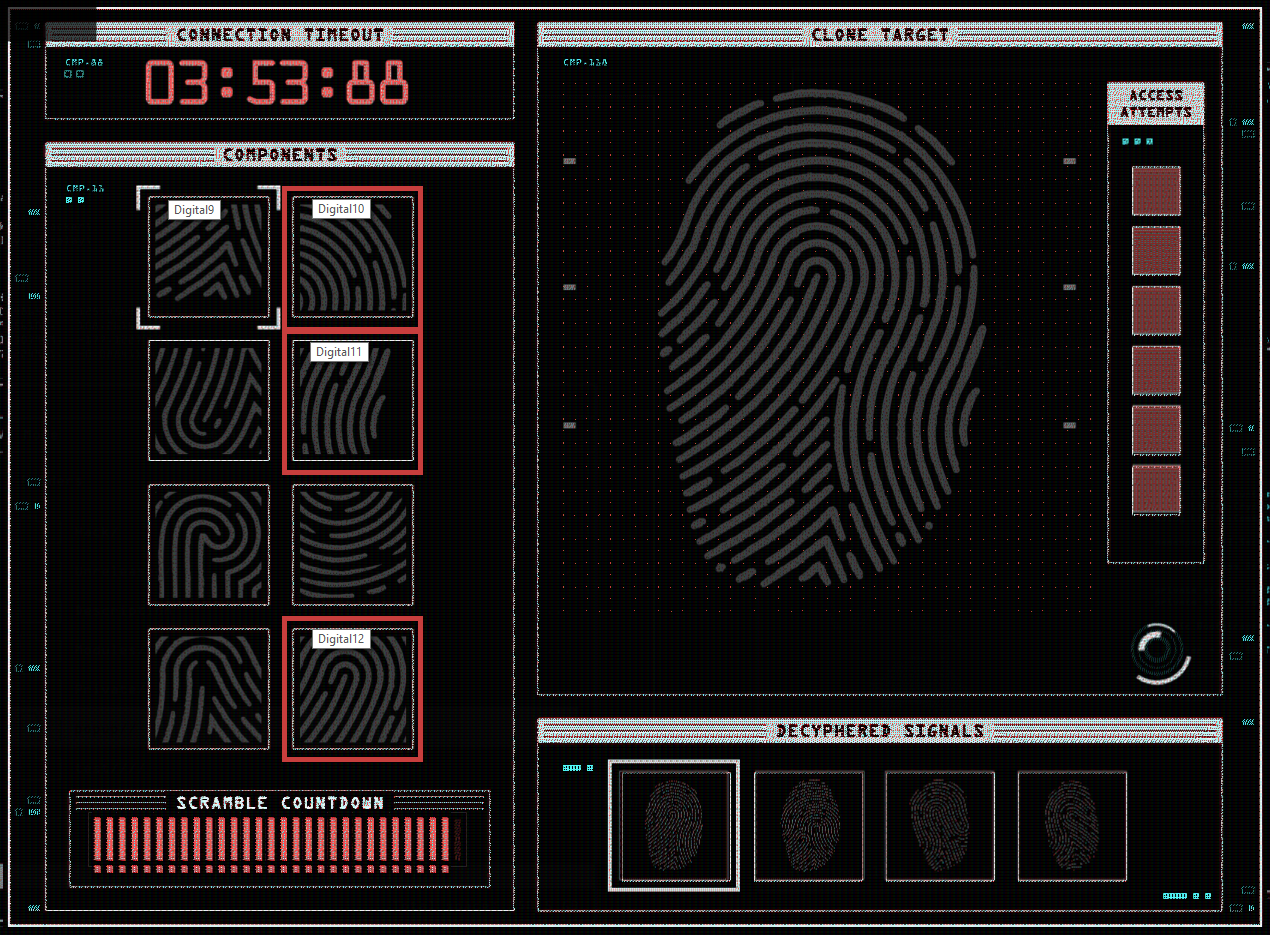 CONNECTION TIMEOUT
CMP-88
03:53:88
COMPONENTS
CMP-11
Digital9
Digital10
Digital11
Digital12
SCRAMBLE COUNTDOWN
CLONE TARGET
CMP-118
ACCESS
ATTEMPTS
DECYPHERED SIGNALS